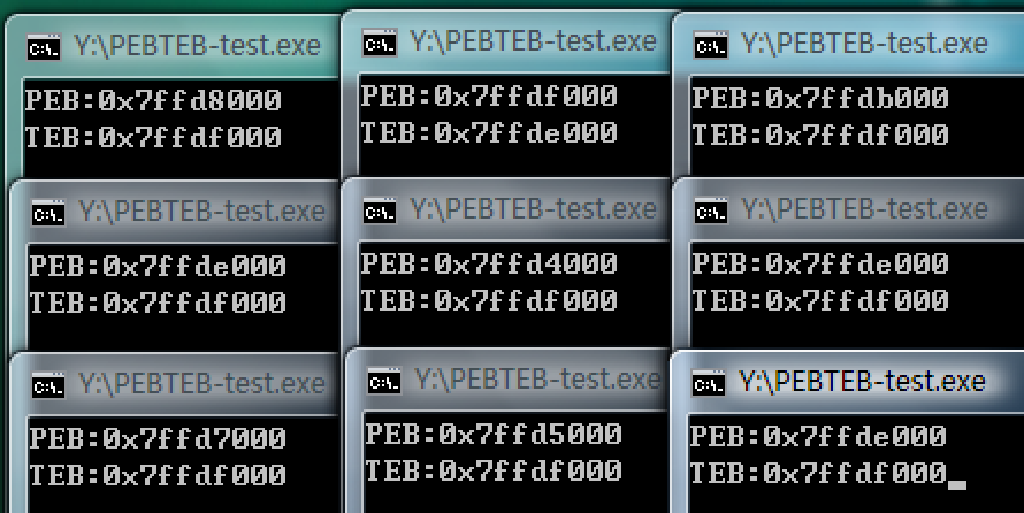 Y:\PEBTEB-test.exe
PEB:0x7ffd8000
TEB:0x7ffdf000
Y:\PEBTEB-test.exe
PEB:0x7ffdf000
TEB:0x7ffde000
Y:\PEBTEB-test.exe
PEB:0x7ffdb000
TEB:0x7ffdf000
Y:\PEBTEB-test.exe
PEB:0x7ffde000
TEB:0x7ffdf000
Y:\PEBTEB-test.exe
PEB:0x7ffd4000
TEB:0x7ffdf000
Y:\PEBTEB-test.exe
PEB:0x7ffde000
TEB:0x7ffdf000
Y:\PEBTEB-test.exe
PEB:0x7ffd7000
TEB:0x7ffdf000
Y:\PEBTEB-test.exe
PEB:0x7ffd5000
TEB:0x7ffdf000
Y:\PEBTEB-test.exe
PEB:0x7ffde000
TEB:0x7ffdf000_